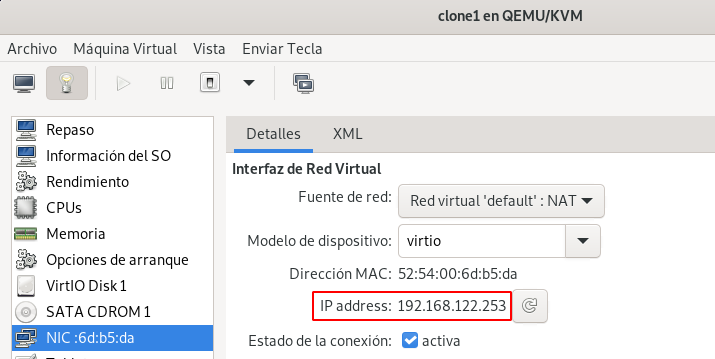 clone1 en QEMU/KVM
Archivo Máquina Virtual Vista Enviar Tecla
Repaso
Información del SO
Rendimiento
CPUs
Memoria
Opciones de arranque
VirtIO Disk 1
SATA CDROM 1
NIC :6d:b5:da
Detalles XML
Interfaz de Red Virtual
Fuente de red: Red virtual 'default' : NAT
Modelo de dispositivo: virtio
Dirección MAC: 52:54:00:6d:b5:da
IP address: 192.168.122.253
Estado de la conexión: activa